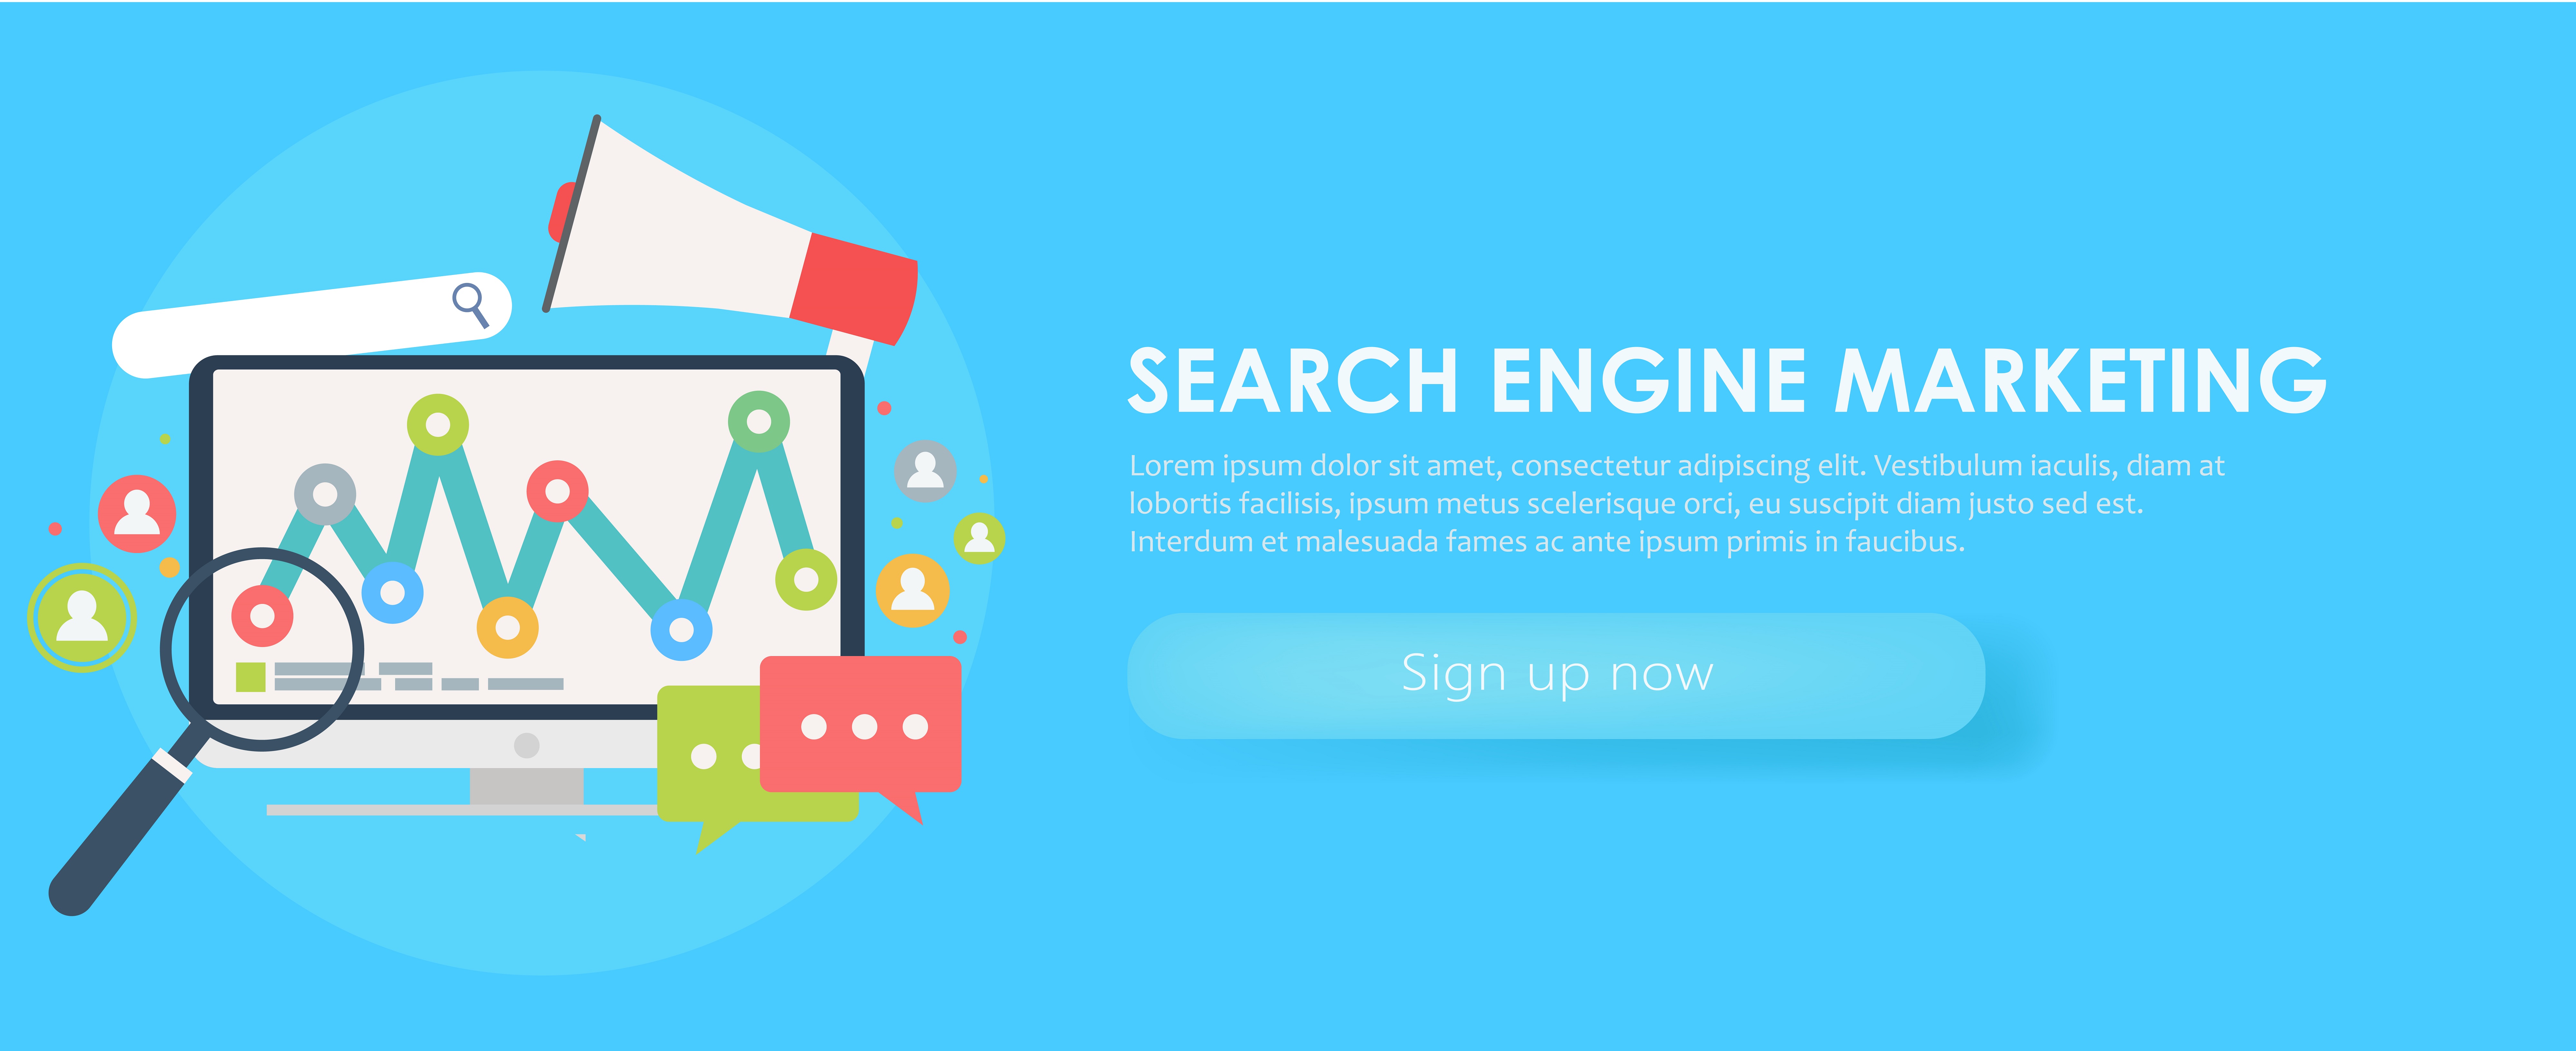 SEARCH ENGINE MARKETING
Lorem ipsum dolor sit amet, consectetur adipiscing elit. Vestibulum iaculis, diam at
lobortis facilisis, ipsum metus scelerisque orci, eu suscipit diam justo sed est.
Interdum et malesuada fames ac ante ipsum primis in faucibus.
Sign up now